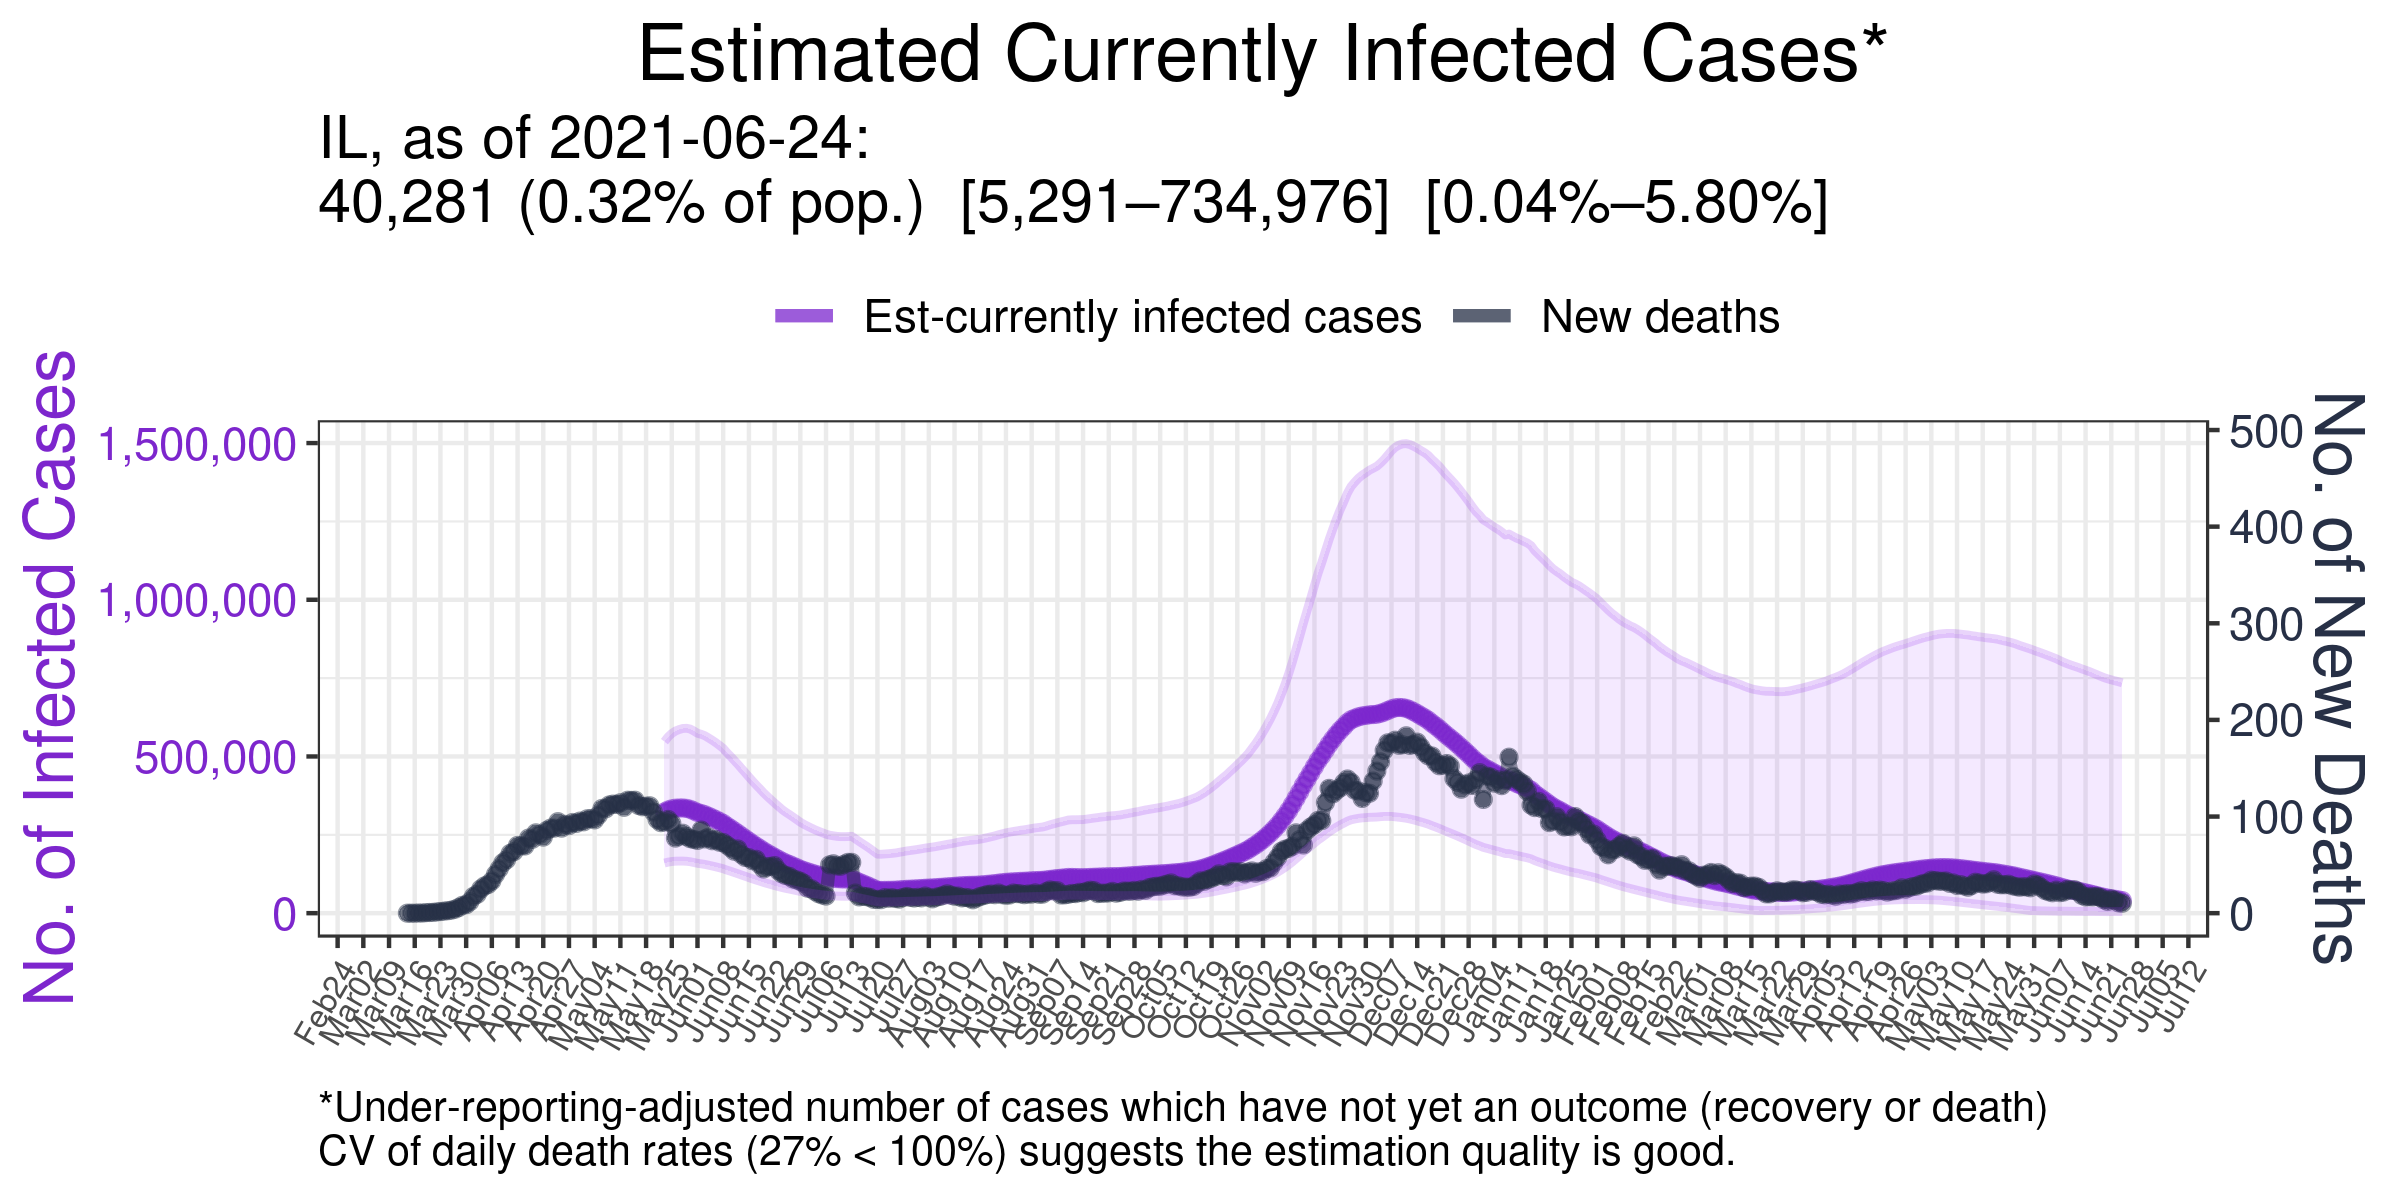 Estimated Currently Infected Cases*
IL, as of 2021-06-24:
40,281 (0.32% of pop.) [5,291–734,976] [0.04%–5.80%]
Est-currently infected cases
New deaths
No. of Infected Cases
1,500,000
1,000,000
500,000
0
500
400
300
200
100
0
No. of New Deaths
Feb24
Mar02
Mar09
Mar16
Mar23
Mar30
Apr06
Apr13
Apr20
Apr27
May04
May11
May18
May25
Jun01
Jun08
Jun15
Jun22
Jun29
Jul06
Jul13
Jul20
Jul27
Aug03
Aug10
Aug17
Aug24
Aug31
Sep07
Sep14
Sep21
Sep28
Oct05
Oct12
Oct19
Oct26
Nov02
Nov09
Nov16
Nov23
Nov30
Dec07
Dec14
Dec21
Dec28
Jan04
Jan11
Jan18
Jan25
Feb01
Feb08
Feb15
Feb22
Mar01
Mar08
Mar15
Mar22
Mar29
Apr05
Apr12
Apr19
Apr26
May03
May10
May17
May24
May31
Jun07
Jun14
Jun21
Jun28
Jul05
Jul12
*Under-reporting-adjusted number of cases which have not yet an outcome (recovery or death)
CV of daily death rates (27% < 100%) suggests the estimation quality is good.